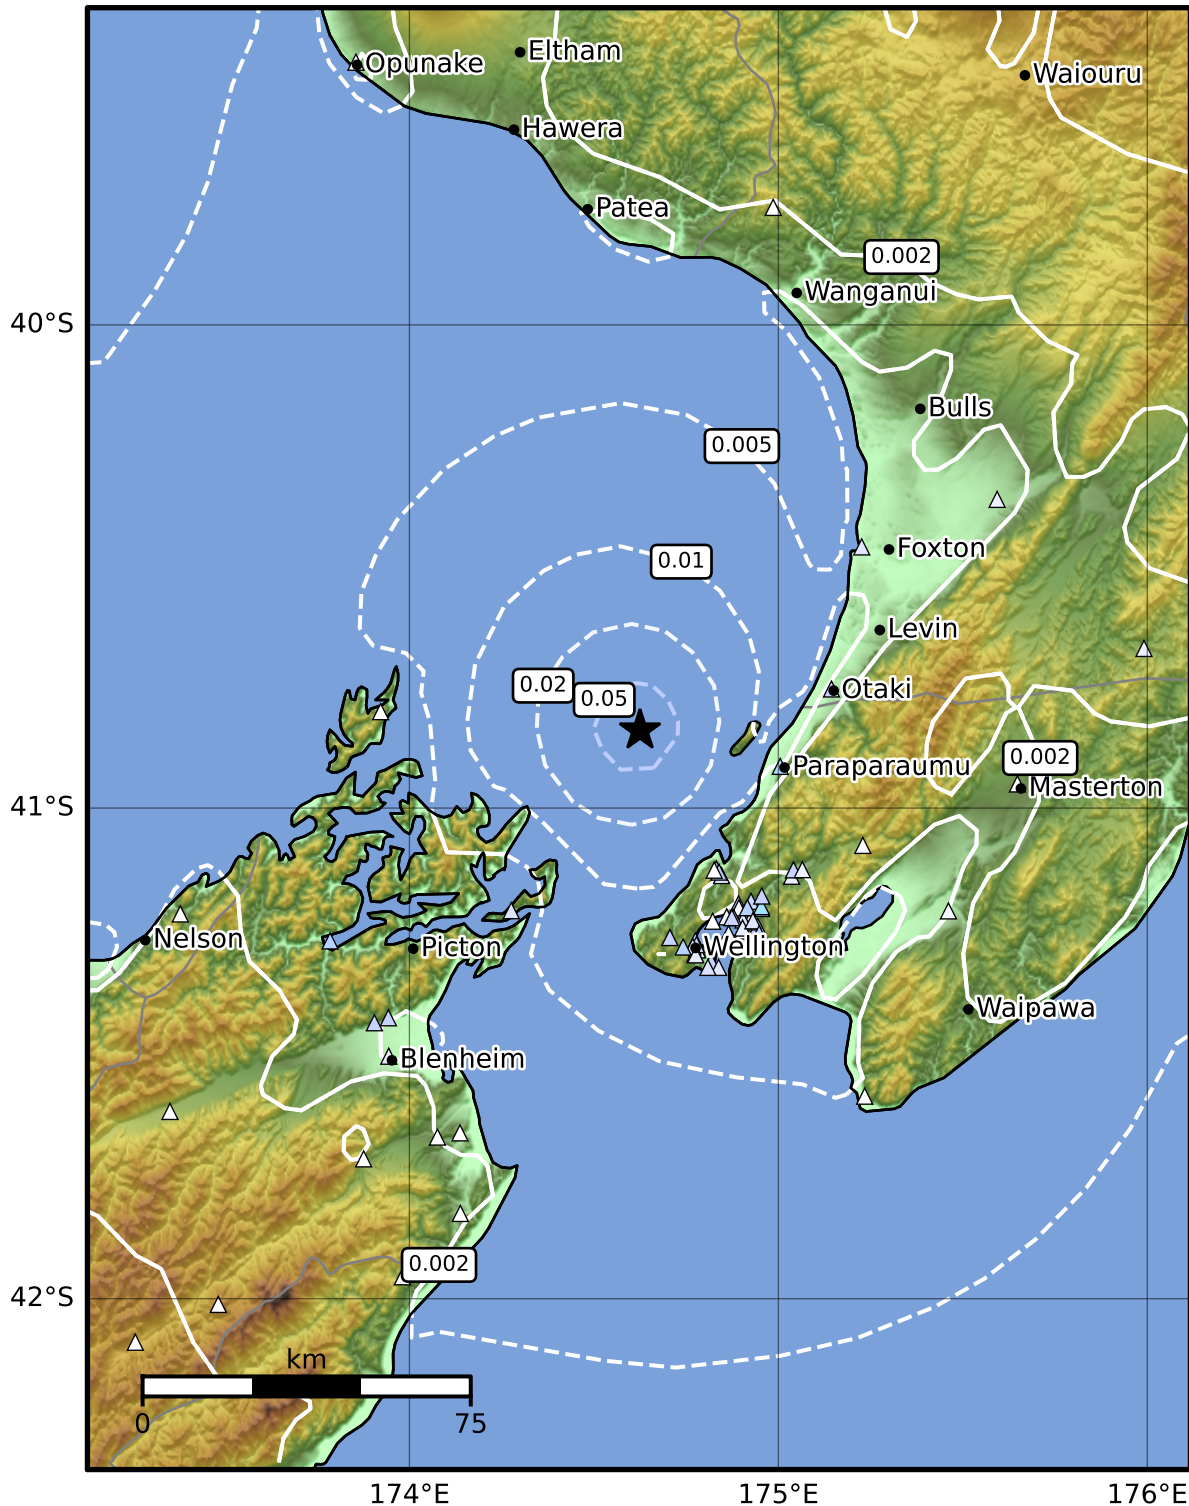 Eltham
Opunake
Waiouru
Hawera
Patea
0.002
Wanganui
40°S
Bulls
0.005
Foxton
0.01
Levin
0.02
0.05
Otaki
0.002
Paraparaumu
Masterton
41°S
Nelson
Picton
Wellington
Waipawa
Blenheim
0.002
42°S
km
0
75
174°E
175°E
176°E